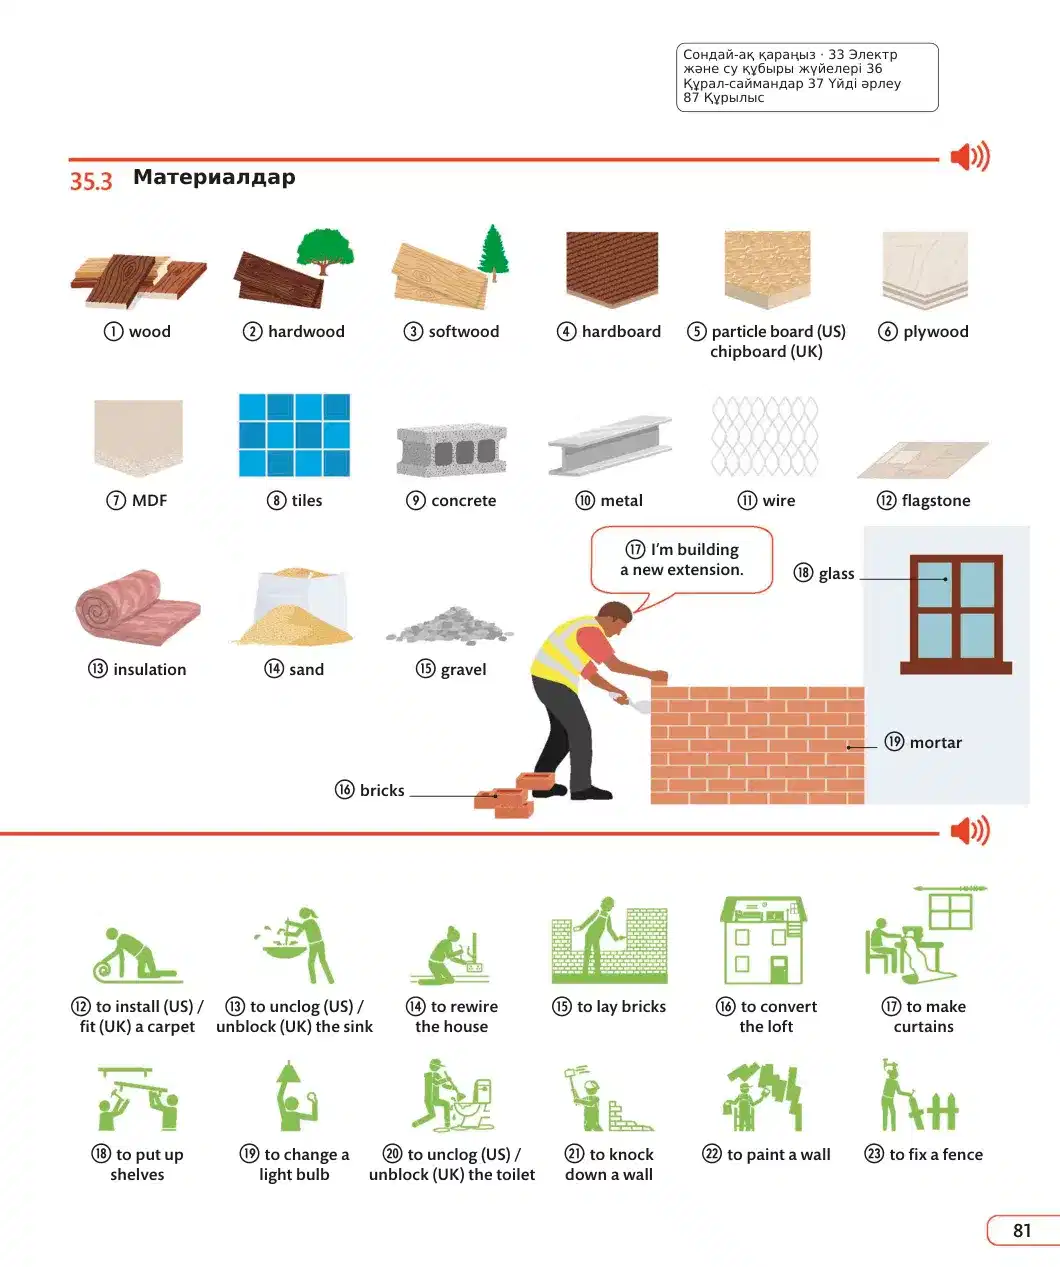 Сондай-ақ қараңыз · 33 Электр
және су құбыры жүйелері 36
Құрал-саймандар 37 Үйді әрлеу
87 Құрылыс
35.3 Материалдар
① wood
② hardwood
③ softwood
④ hardboard
⑤ particle board (US)
chipboard (UK)
⑥ plywood
⑦ MDF
⑧ tiles
⑨ concrete
⑩ metal
⑪ wire
⑫ flagstone
⑬ insulation
⑭ sand
⑮ gravel
⑯ bricks
⑰ I'm building
a new extension.
⑱ glass
⑲ mortar
⑫ to install (US) /
fit (UK) a carpet
⑬ to unclog (US) /
unblock (UK) the sink
⑭ to rewire
the house
⑮ to lay bricks
⑯ to convert
the loft
⑰ to make
curtains
⑱ to put up
shelves
⑲ to change a
light bulb
⑳ to unclog (US) /
unblock (UK) the toilet
㉑ to knock
down a wall
㉒ to paint a wall
㉓ to fix a fence
81